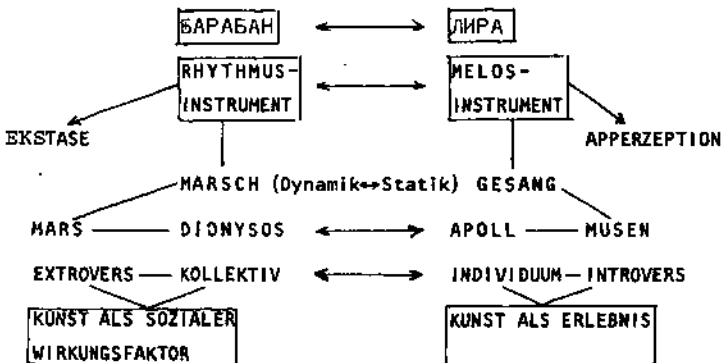 БАРАБАН ЛИРА
RHYTHMUS- MELOS-
INSTRUMENT INSTRUMENT
EKSTASE APPERZEPTION
MARSCH (Dynamik↔Statik) GESANG
MARS DIONYSOS APOLL MUSEN
EXTROVERS KOLLEKTIV INDIVIDUUM INTROVERS
KUNST ALS SOZIALER KUNST ALS ERLEBNIS
WIRKUNGSFAKTOR